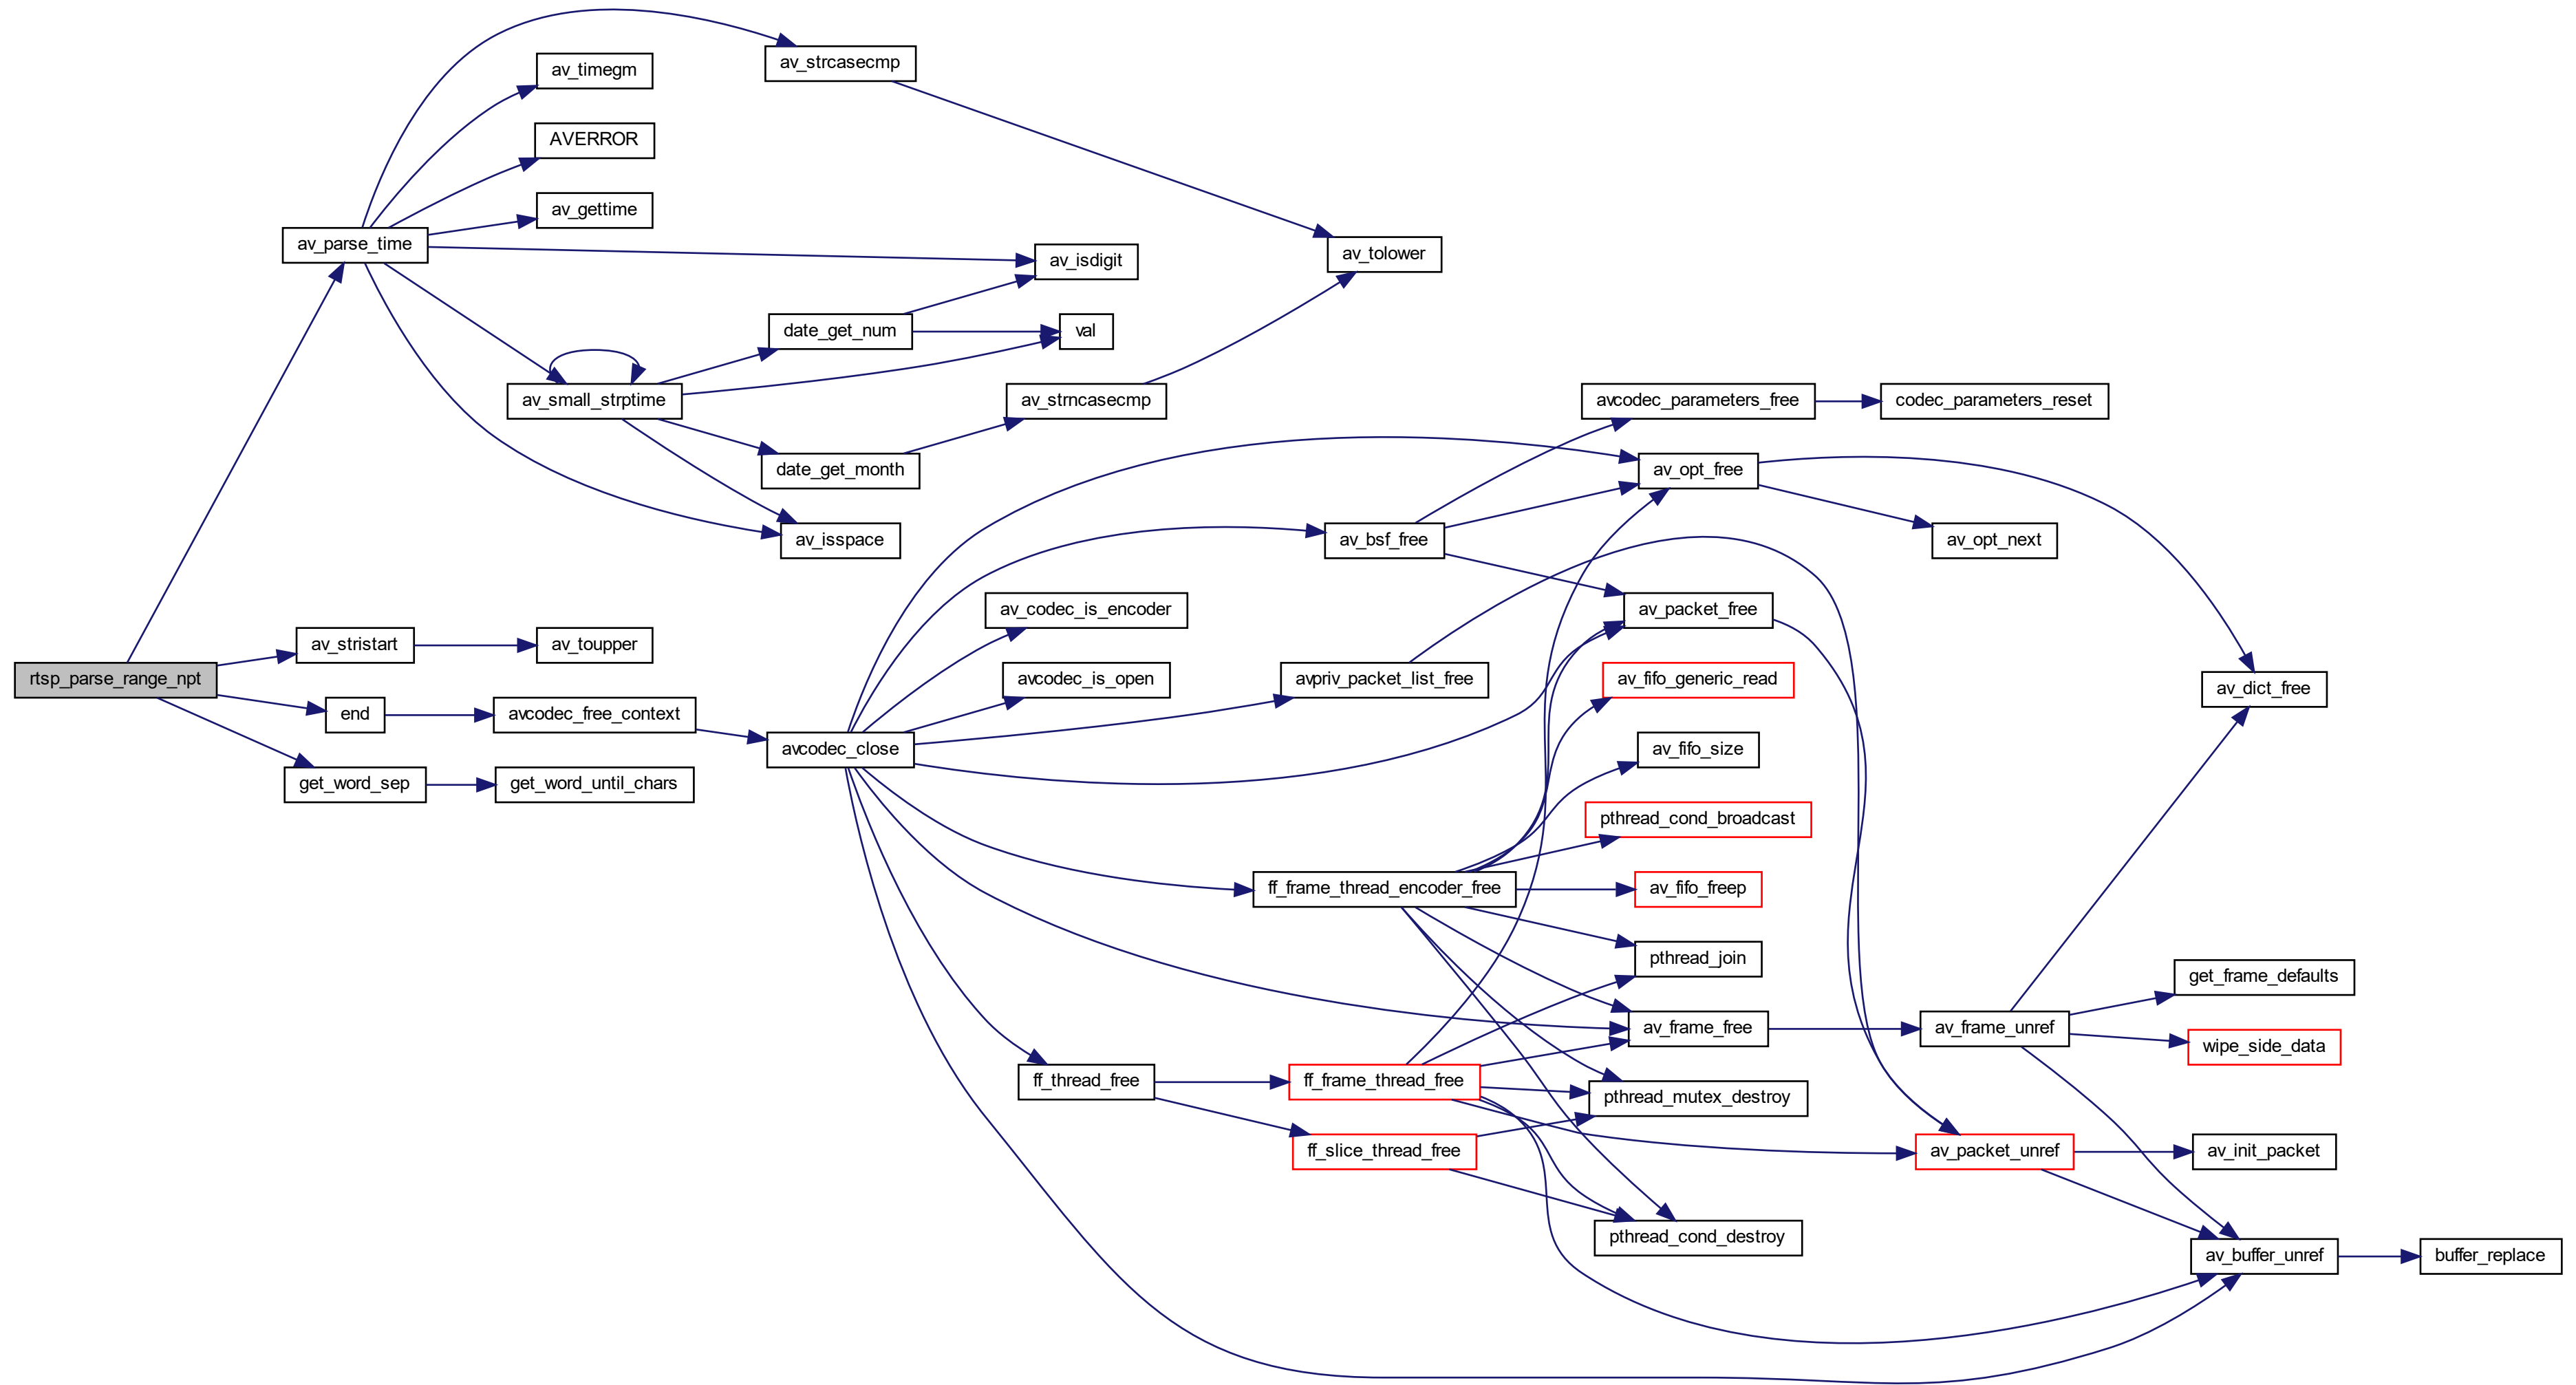 av_strcasecmp
av_timegm
AVERROR
av_gettime
av_parse_time
av_isdigit
av_tolower
date_get_num
val
av_small_strptime
av_strncasecmp
avcodec_parameters_free
codec_parameters_reset
date_get_month
av_opt_free
av_isspace
av_bsf_free
av_opt_next
av_codec_is_encoder
av_packet_free
av_stristart
av_toupper
rtsp_parse_range_npt
avcodec_is_open
avpriv_packet_list_free
av_fifo_generic_read
av_dict_free
end
avcodec_free_context
avcodec_close
av_fifo_size
get_word_sep
get_word_until_chars
pthread_cond_broadcast
ff_frame_thread_encoder_free
av_fifo_freep
pthread_join
get_frame_defaults
av_frame_free
av_frame_unref
wipe_side_data
ff_thread_free
ff_frame_thread_free
pthread_mutex_destroy
ff_slice_thread_free
av_packet_unref
av_init_packet
pthread_cond_destroy
av_buffer_unref
buffer_replace